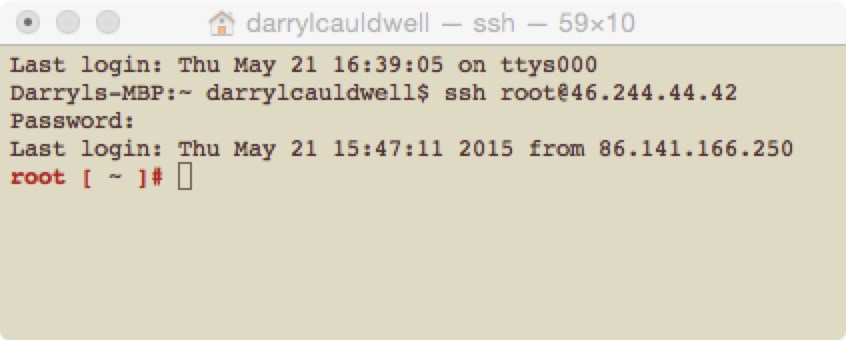 darrylcauldwell — ssh — 59×10
Last login: Thu May 21 16:39:05 on ttys000
Darryls-MBP:~ darrylcauldwell$ ssh root@46.244.44.42
Password:
Last login: Thu May 21 15:47:11 2015 from 86.141.166.250
root [ ~ ]#